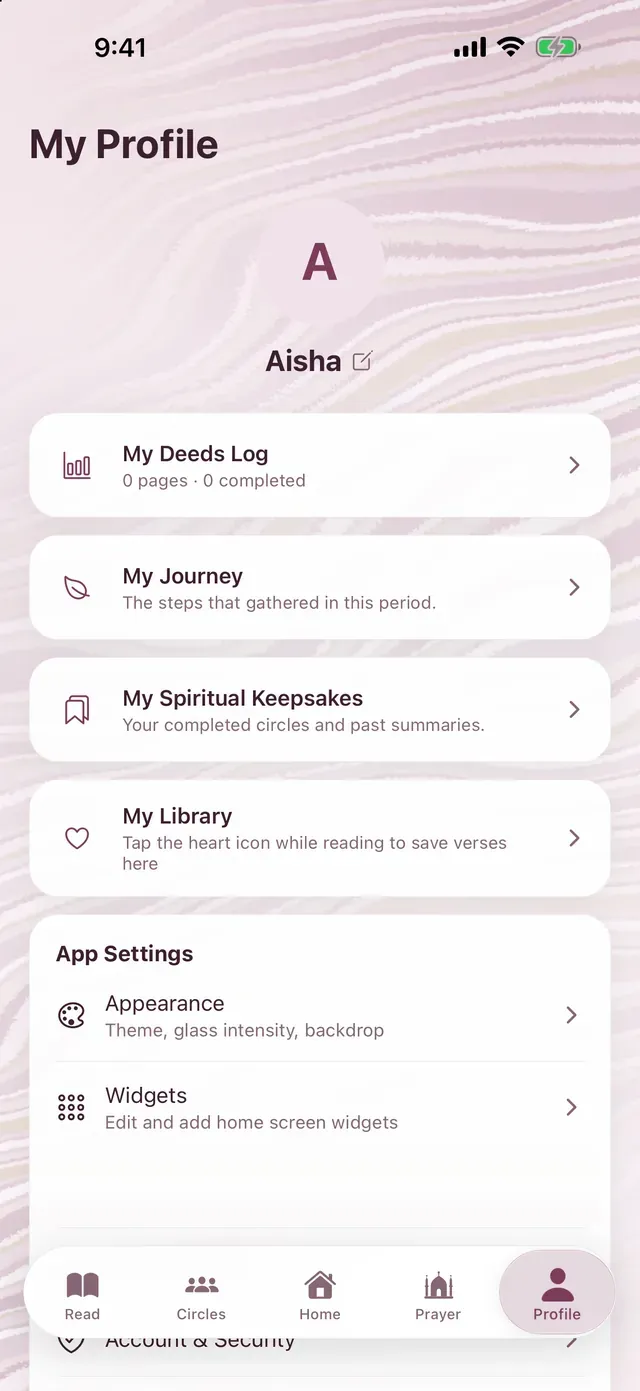 9:41
My Profile
A
Aisha
My Deeds Log
0 pages · 0 completed
My Journey
The steps that gathered in this period.
My Spiritual Keepsakes
Your completed circles and past summaries.
My Library
Tap the heart icon while reading to save verses
here
App Settings
Appearance
Theme, glass intensity, backdrop
Widgets
Edit and add home screen widgets
Read
Circles
Home
Prayer
Profile
Account & Security